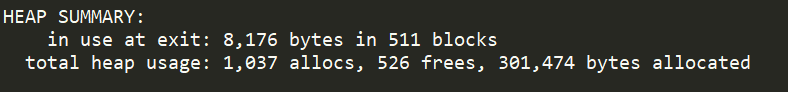 HEAP SUMMARY:
in use at exit: 8,176 bytes in 511 blocks
total heap usage: 1,037 allocs, 526 frees, 301,474 bytes allocated